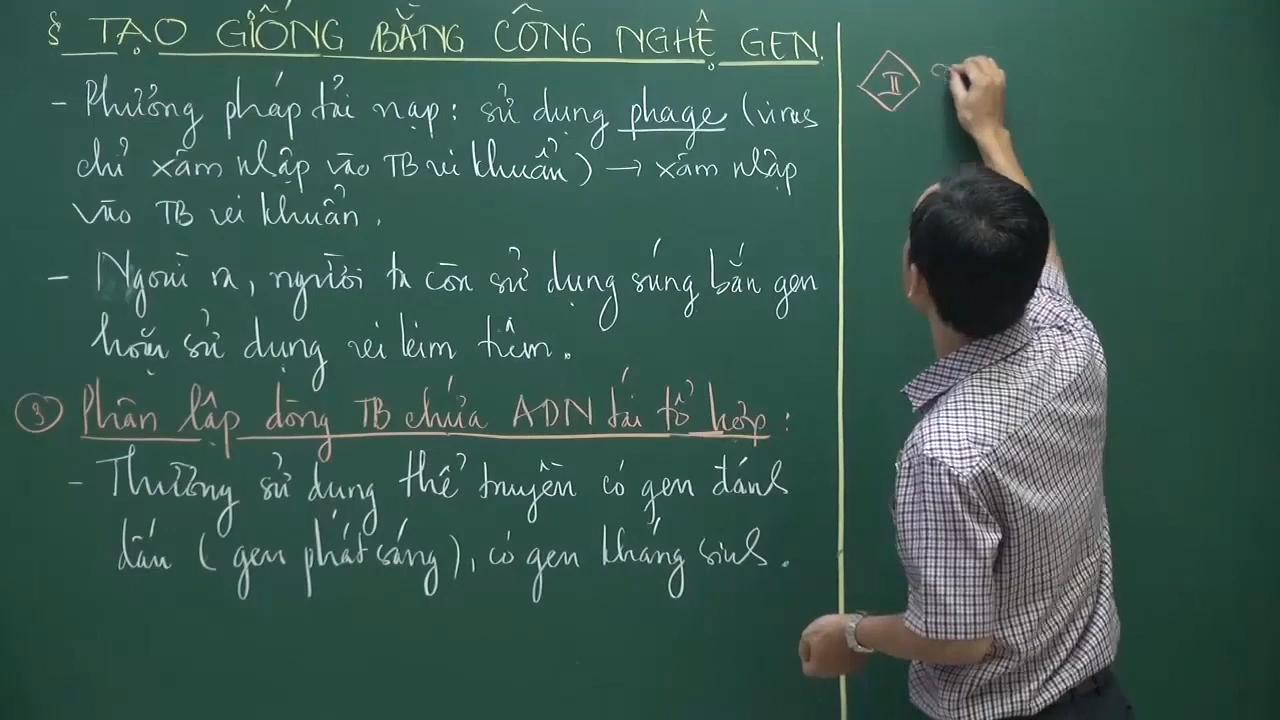 § TẠO GIỐNG BẰNG CÔNG NGHỆ GEN.
- Phương pháp tải nạp: sử dụng phage (virus
chỉ xâm nhập vào TB vi khuẩn) → xâm nhập
vào TB vi khuẩn.
- Ngoài ra, người ta còn sử dụng súng bắn gen
hoặc sử dụng vi kim tiêm.
③ Phân lập dòng TB chứa ADN tái tổ hợp:
- Thường sử dụng thể truyền có gen đánh
dấu (gen phát sáng), có gen kháng sinh.
II